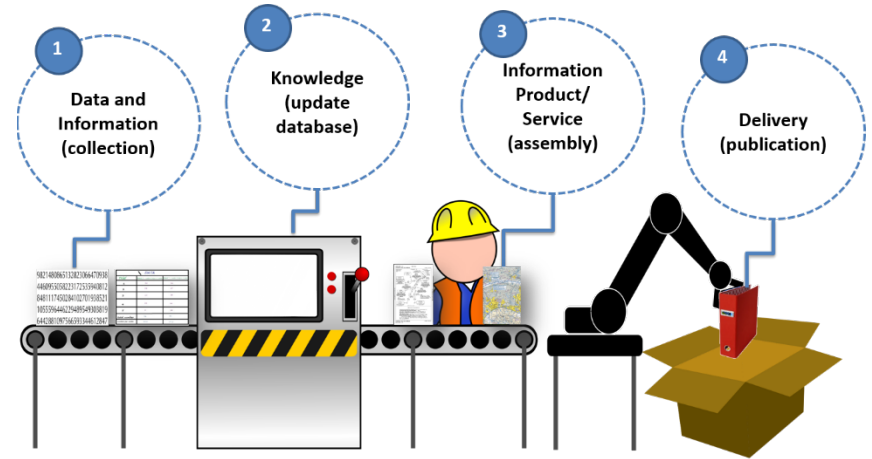 1
Data and
Information
(collection)
2
Knowledge
(update
database)
3
Information
Product/
Service
(assembly)
4
Delivery
(publication)